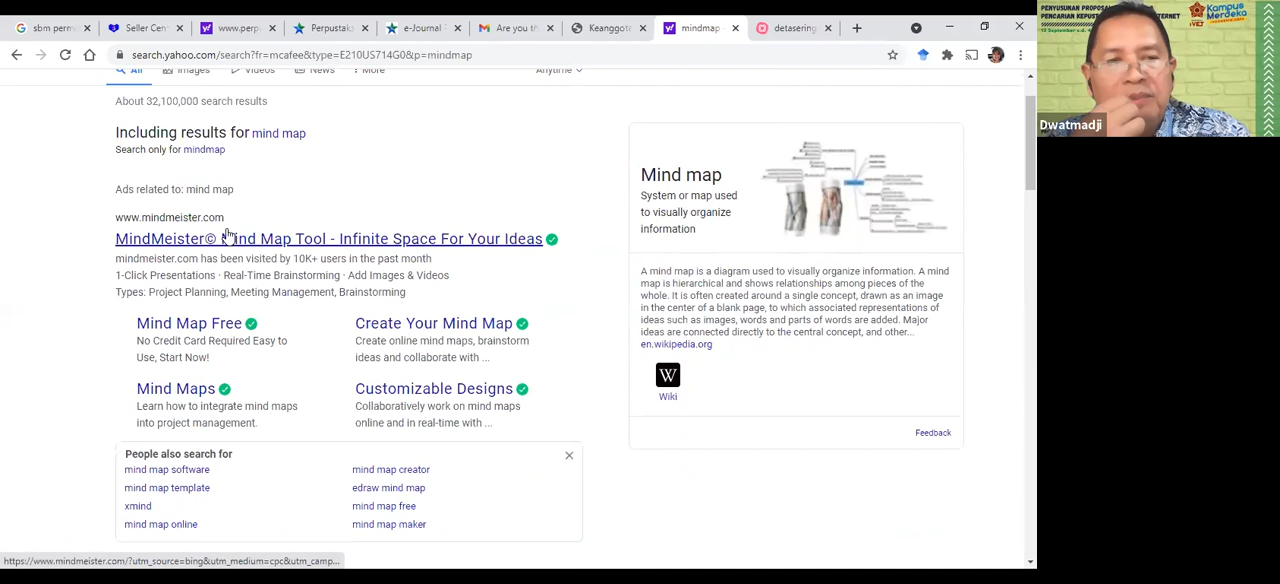 sbm perm
Seller Cent
www.perp
Perpustak
e-Journal
Are you th
Keanggota
mindmap -
detasering
search.yahoo.com/search?fr=mcafee&type=E210US714G0&p=mindmap
All
Images
Videos
News
More
Anytime
About 32,100,000 search results
Including results for mind map
Search only for mindmap
Ads related to: mind map
www.mindmeister.com
MindMeister© Mind Map Tool - Infinite Space For Your Ideas
mindmeister.com has been visited by 10K+ users in the past month
1-Click Presentations · Real-Time Brainstorming · Add Images & Videos
Types: Project Planning, Meeting Management, Brainstorming
Mind Map Free
No Credit Card Required Easy to
Use, Start Now!
Create Your Mind Map
Create online mind maps, brainstorm
ideas and collaborate with ...
Mind Maps
Learn how to integrate mind maps
into project management.
Customizable Designs
Collaboratively work on mind maps
online and in real-time with ...
People also search for
mind map software
mind map creator
mind map template
edraw mind map
xmind
mind map free
mind map online
mind map maker
https://www.mindmeister.com/?utm_source=bing&utm_medium=cpc&utm_camp...
Mind map
System or map used
to visually organize
information
A mind map is a diagram used to visually organize information. A mind
map is hierarchical and shows relationships among pieces of the
whole. It is often created around a single concept, drawn as an image
in the center of a blank page, to which associated representations of
ideas such as images, words and parts of words are added. Major
ideas are connected directly to the central concept, and other...
en.wikipedia.org
W
Wiki
Feedback
PENYUSUNAN PROPOSAL
PENCARIAN KEPUSTAK
INTERNET
IVET
Kampus
Merdeka
Dwatmadji